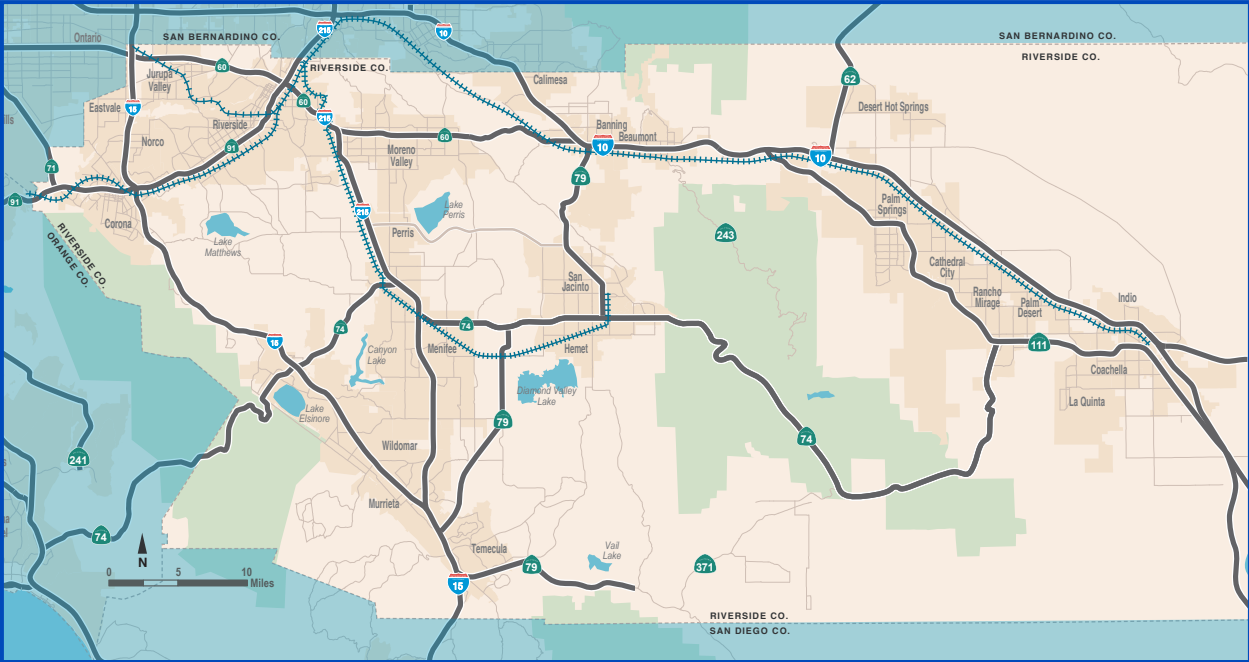 Ontario
SAN BERNARDINO CO.
215
10
SAN BERNARDINO CO.
RIVERSIDE CO.
60
RIVERSIDE CO.
Jurupa
Valley
Calimesa
62
Eastvale
15
60
215
Desert Hot Springs
Riverside
Norco
60
Banning
Beaumont
91
Moreno
Valley
10
10
71
79
91
Corona
Lake
Matthews
215
Lake
Perris
Perris
Palm
Springs
243
RIVERSIDE CO.
ORANGE CO.
Cathedral
City
San
Jacinto
Rancho
Mirage
Palm
Desert
Indio
15
74
74
Canyon
Lake
Menifee
Hemet
111
Coachella
Diamond Valley
Lake
La Quinta
Lake
Elsinore
79
Wildomar
74
241
Murrieta
74
N
Temecula
Vail
Lake
79
371
0
5
10
Miles
15
RIVERSIDE CO.
SAN DIEGO CO.